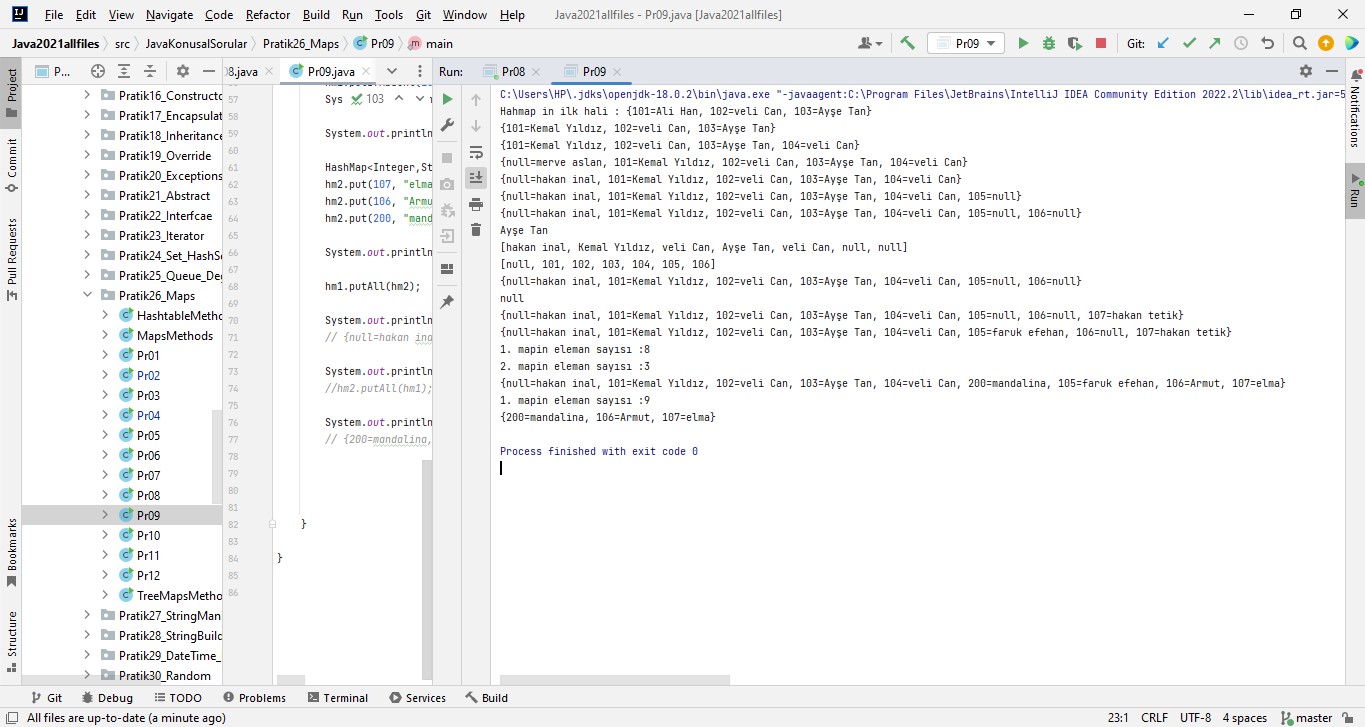 File Edit View Navigate Code Refactor Build Run Tools Git Window Help Java2021allfiles - Pr09.java [Java2021allfiles]
Java2021allfiles src JavaKonusalSorular Pratik26_Maps Pr09 main Pr09 Git:
Project
Commit
Pull Requests
Bookmarks
Structure
P...
Pratik16_Constructo
Pratik17_Encapsulat
Pratik18_Inheritance
Pratik19_Override
Pratik20_Exceptions
Pratik21_Abstract
Pratik22_Interfcae
Pratik23_Iterator
Pratik24_Set_HashSe
Pratik25_Queue_Deq
Pratik26_Maps
HashtableMetho
MapsMethods
Pr01
Pr02
Pr03
Pr04
Pr05
Pr06
Pr07
Pr08
Pr09
Pr10
Pr11
Pr12
TreeMapsMetho
Pratik27_StringMan
Pratik28_StringBuild
Pratik29_DateTime_
Pratik30_Random
8.java Pr09.java
57 Sys 103
58
59 System.out.println
60
61 HashMap<Integer,St
62 hm2.put(107, "elma
63 hm2.put(106, "Armu
64 hm2.put(200, "mand
65
66 System.out.println
67
68 hm1.putAll(hm2);
69
70 System.out.println
71 // {null=hakan ina
72
73 System.out.println
74 //hm2.putAll(hm1);
75
76 System.out.println
77 // {200=mandalina,
78
79
80
81
82 }
83
84 }
85
86
Run: Pr08 Pr09
C:\Users\HP\.jdks\openjdk-18.0.2\bin\java.exe "-javaagent:C:\Program Files\JetBrains\IntelliJ IDEA Community Edition 2022.2\lib\idea_rt.jar=5
Hahmap in ilk hali : {101=Ali Han, 102=veli Can, 103=Ayşe Tan}
{101=Kemal Yıldız, 102=veli Can, 103=Ayşe Tan}
{101=Kemal Yıldız, 102=veli Can, 103=Ayşe Tan, 104=veli Can}
{null=merve aslan, 101=Kemal Yıldız, 102=veli Can, 103=Ayşe Tan, 104=veli Can}
{null=hakan inal, 101=Kemal Yıldız, 102=veli Can, 103=Ayşe Tan, 104=veli Can}
{null=hakan inal, 101=Kemal Yıldız, 102=veli Can, 103=Ayşe Tan, 104=veli Can, 105=null}
{null=hakan inal, 101=Kemal Yıldız, 102=veli Can, 103=Ayşe Tan, 104=veli Can, 105=null, 106=null}
Ayşe Tan
[hakan inal, Kemal Yıldız, veli Can, Ayşe Tan, veli Can, null, null]
[null, 101, 102, 103, 104, 105, 106]
{null=hakan inal, 101=Kemal Yıldız, 102=veli Can, 103=Ayşe Tan, 104=veli Can, 105=null, 106=null}
null
{null=hakan inal, 101=Kemal Yıldız, 102=veli Can, 103=Ayşe Tan, 104=veli Can, 105=null, 106=null, 107=hakan tetik}
{null=hakan inal, 101=Kemal Yıldız, 102=veli Can, 103=Ayşe Tan, 104=veli Can, 105=faruk efehan, 106=null, 107=hakan tetik}
1. mapin eleman sayısı :8
2. mapin eleman sayısı :3
{null=hakan inal, 101=Kemal Yıldız, 102=veli Can, 103=Ayşe Tan, 104=veli Can, 200=mandalina, 105=faruk efehan, 106=Armut, 107=elma}
1. mapin eleman sayısı :9
{200=mandalina, 106=Armut, 107=elma}
Process finished with exit code 0
Notifications
Run
Git Debug TODO Problems Terminal Services Build
All files are up-to-date (a minute ago) 23:1 CRLF UTF-8 4 spaces master